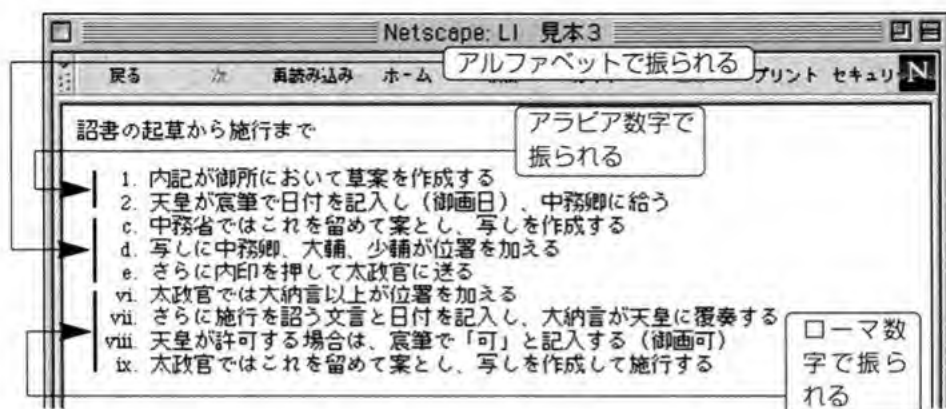 Netscape: LI 見本3
アルファベットで振られる
戻る 次 再読み込み ホーム プリント セキュリ N
詔書の起草から施行まで
アラビア数字で
振られる
1. 内記が御所において草案を作成する
2. 天皇が宸筆で日付を記入し（御画日）、中務卿に給う
c. 中務省ではこれを留めて案とし、写しを作成する
d. 写しに中務卿、大輔、少輔が位署を加える
e. さらに内印を押して太政官に送る
vi. 太政官では大納言以上が位署を加える
vii. さらに施行を詔う文言と日付を記入し、大納言が天皇に覆奏する
viii. 天皇が許可する場合は、宸筆で「可」と記入する（御画可）
ix. 太政官ではこれを留めて案とし、写しを作成して施行する
ローマ数
字で振ら
れる